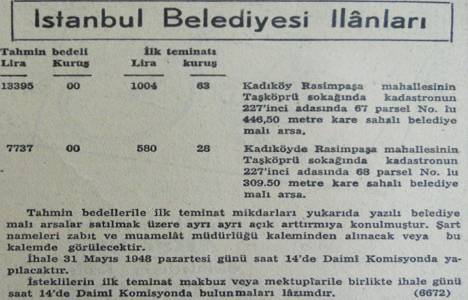 İstanbul Belediyesi İlânları
Tahmin bedeli İlk teminatı
Lira Kuruş Lira kuruş
13395 00 1004 63 Kadıköy Rasimpaşa mahallesinin
Taşköprü sokağında kadastronun
227'inci adasında 67 parsel No. lu
446,50 metre kare sahalı belediye
malı arsa.
7737 00 580 28 Kadıköyde Rasimpaşa mahallesinin
Taşköprü sokağında kadastronun
227'inci adasında 68 parsel No. lu
309.50 metre kare sahalı belediye
malı arsa.
Tahmin bedellerile ilk teminat mikdarları yukarıda yazılı belediye
malı arsalar satılmak üzere ayrı ayrı açık arttırmıya konulmuştur. Şart
nameleri zabıt ve muamelât müdürlüğü kaleminden alınacak veya bu
kalemde görülecektir.
İhale 31 Mayıs 1948 pazartesi günü saat 14'de Daimî Komisyonda ya-
pılacaktır.
İsteklilerin ilk teminat makbuz veya mektuplarile birlikte ihale günü
saat 14'de Daimî Komisyonda bulunmaları lâzımdır. (6672)